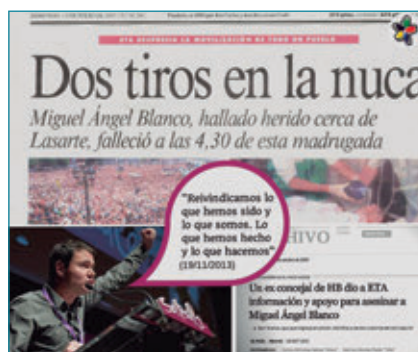 ETA DESPRECIA LA MOVILIZACIÓN DE TODO UN PUEBLO
Dos tiros en la nuca
Miguel Ángel Blanco, hallado herido cerca de
Lasarte, falleció a las 4,30 de esta madrugada
"Reivindicamos lo
que hemos sido y
lo que somos. Lo
que hemos hecho
y lo que hacemos"
(19/11/2013)
Un ex concejal de HB dio a ETA
información y apoyo para asesinar a
Miguel Ángel Blanco